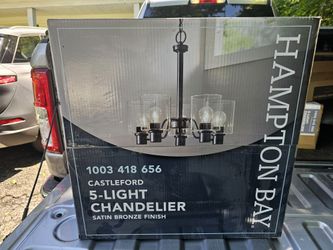 HAMPTON BAY
1003 418 656
CASTLEFORD
5-LIGHT
CHANDELIER
SATIN BRONZE FINISH